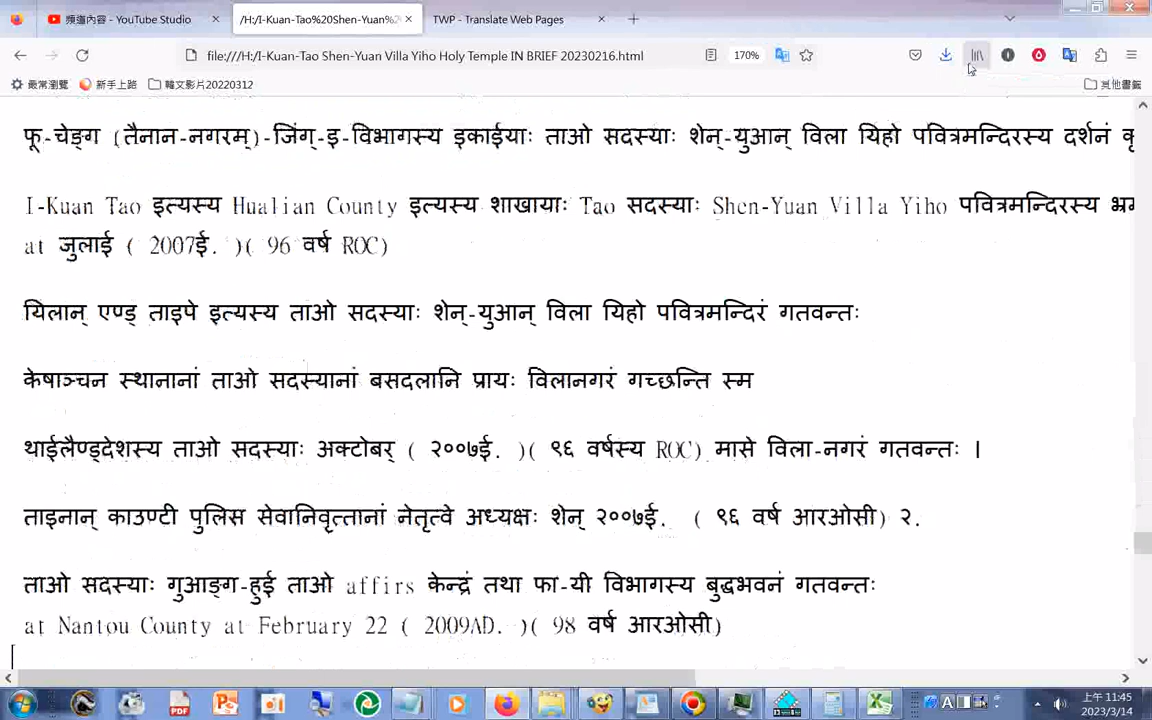 頻道內容 - YouTube Studio
/H:/I-Kuan-Tao%20Shen-Yuan%2
TWP - Translate Web Pages
file:///H:/I-Kuan-Tao Shen-Yuan Villa Yiho Holy Temple IN BRIEF 20230216.html
170%
最常瀏覽
新手上路
韓文影片20220312
其他書籤
फू-चेङ्ग (तैनान-नगरम्)-जिंग्-इ-विभागस्य इकाईयाः ताओ सदस्याः शेन्-युआन् विला यिहो पवित्रमन्दिरस्य दर्शनं कृ
I-Kuan Tao इत्यस्य Hualian County इत्यस्य शाखायाः Tao सदस्याः Shen-Yuan Villa Yiho पवित्रमन्दिरस्य भ्रम
at जुलाई ( 2007ई. )( 96 वर्ष ROC)
यिलान् एण्ड् ताइपे इत्यस्य ताओ सदस्याः शेन्-युआन् विला यिहो पवित्रमन्दिरं गतवन्तः
केषाञ्चन स्थानानां ताओ सदस्यानां बसदलानि प्रायः विलानगरं गच्छन्ति स्म
थाईलैण्ड्देशस्य ताओ सदस्याः अक्टोबर् ( २००७ई. )( ९६ वर्षस्य ROC) मासे विला-नगरं गतवन्तः ।
ताइनान् काउण्टी पुलिस सेवानिवृत्तानां नेतृत्वे अध्यक्षः शेन् २००७ई. ( ९६ वर्ष आरओसी) २.
ताओ सदस्याः गुआङ्ग-हुई ताओ affirs केन्द्रं तथा फा-यी विभागस्य बुद्धभवनं गतवन्तः
at Nantou County at February 22 ( 2009AD. )( 98 वर्ष आरओसी)
上午 11:45
2023/3/14